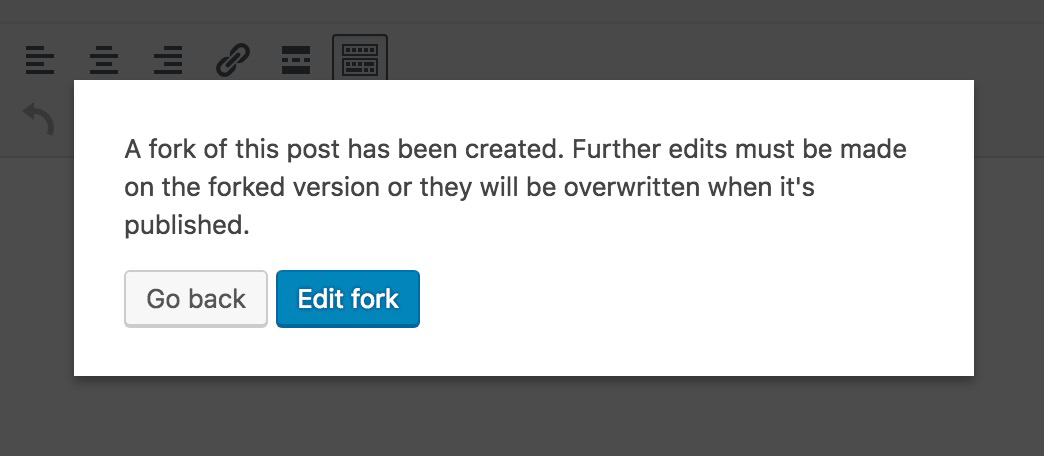 A fork of this post has been created. Further edits must be made
on the forked version or they will be overwritten when it's
published.
Go back
Edit fork